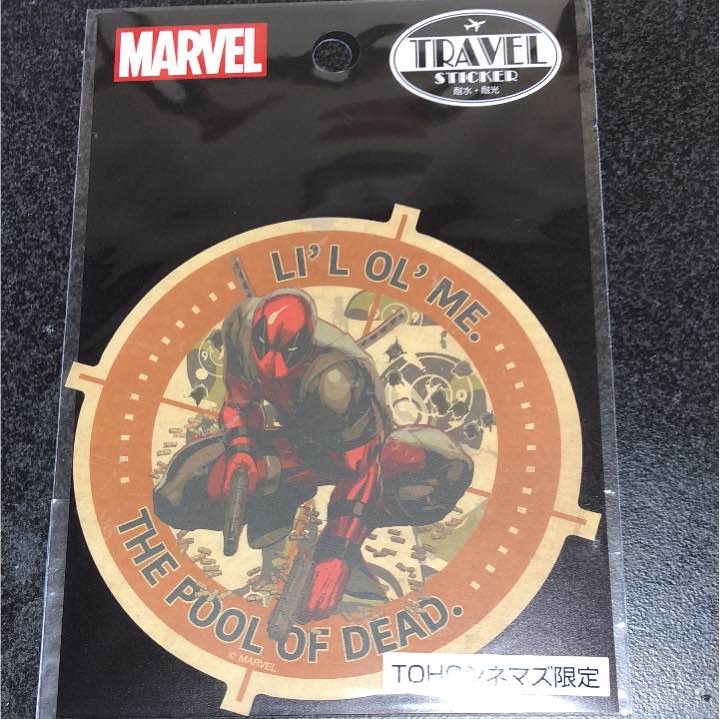 MARVEL
TRAVEL
STICKER
耐水・耐光
LI'L OL' ME.
THE POOL OF DEAD.
© MARVEL
TOHOシネマズ限定